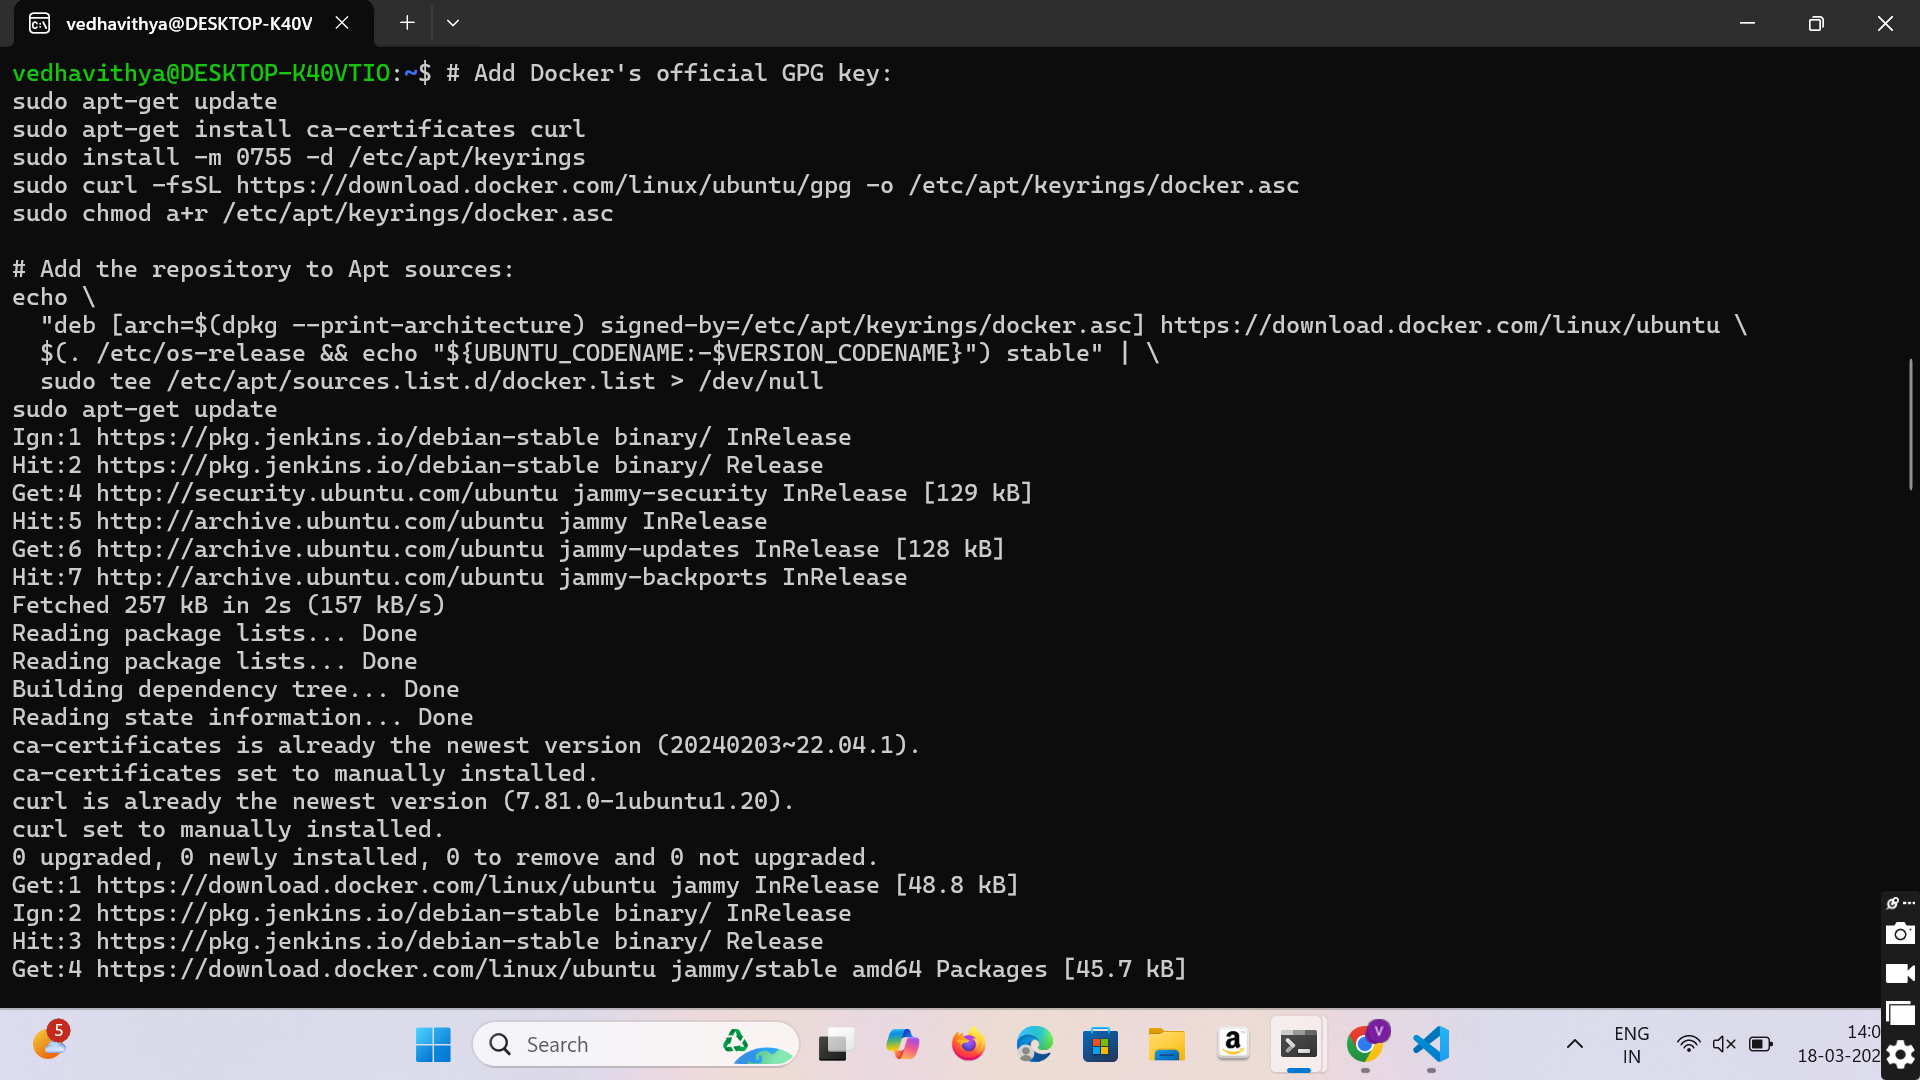 vedhavithya@DESKTOP-K40V
vedhavithya@DESKTOP-K40VTIO:~$ # Add Docker's official GPG key:
sudo apt-get update
sudo apt-get install ca-certificates curl
sudo install -m 0755 -d /etc/apt/keyrings
sudo curl -fsSL https://download.docker.com/linux/ubuntu/gpg -o /etc/apt/keyrings/docker.asc
sudo chmod a+r /etc/apt/keyrings/docker.asc

# Add the repository to Apt sources:
echo \
  "deb [arch=$(dpkg --print-architecture) signed-by=/etc/apt/keyrings/docker.asc] https://download.docker.com/linux/ubuntu \
  $(. /etc/os-release && echo "${UBUNTU_CODENAME:-$VERSION_CODENAME}") stable" | \
  sudo tee /etc/apt/sources.list.d/docker.list > /dev/null
sudo apt-get update
Ign:1 https://pkg.jenkins.io/debian-stable binary/ InRelease
Hit:2 https://pkg.jenkins.io/debian-stable binary/ Release
Get:4 http://security.ubuntu.com/ubuntu jammy-security InRelease [129 kB]
Hit:5 http://archive.ubuntu.com/ubuntu jammy InRelease
Get:6 http://archive.ubuntu.com/ubuntu jammy-updates InRelease [128 kB]
Hit:7 http://archive.ubuntu.com/ubuntu jammy-backports InRelease
Fetched 257 kB in 2s (157 kB/s)
Reading package lists... Done
Reading package lists... Done
Building dependency tree... Done
Reading state information... Done
ca-certificates is already the newest version (20240203~22.04.1).
ca-certificates set to manually installed.
curl is already the newest version (7.81.0-1ubuntu1.20).
curl set to manually installed.
0 upgraded, 0 newly installed, 0 to remove and 0 not upgraded.
Get:1 https://download.docker.com/linux/ubuntu jammy InRelease [48.8 kB]
Ign:2 https://pkg.jenkins.io/debian-stable binary/ InRelease
Hit:3 https://pkg.jenkins.io/debian-stable binary/ Release
Get:4 https://download.docker.com/linux/ubuntu jammy/stable amd64 Packages [45.7 kB]
5
Search
a
V
ENG
IN
14:0
18-03-202